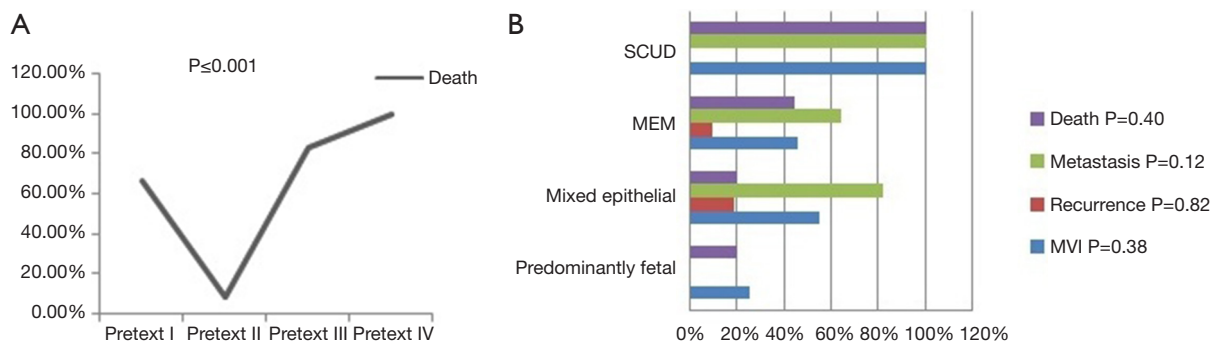 A
P≤0.001
Death
120.00%
100.00%
80.00%
60.00%
40.00%
20.00%
0.00%
Pretext I Pretext II Pretext III Pretext IV
B
SCUD
MEM
Mixed epithelial
Predominantly fetal
0% 20% 40% 60% 80% 100% 120%
Death P=0.40
Metastasis P=0.12
Recurrence P=0.82
MVI P=0.38